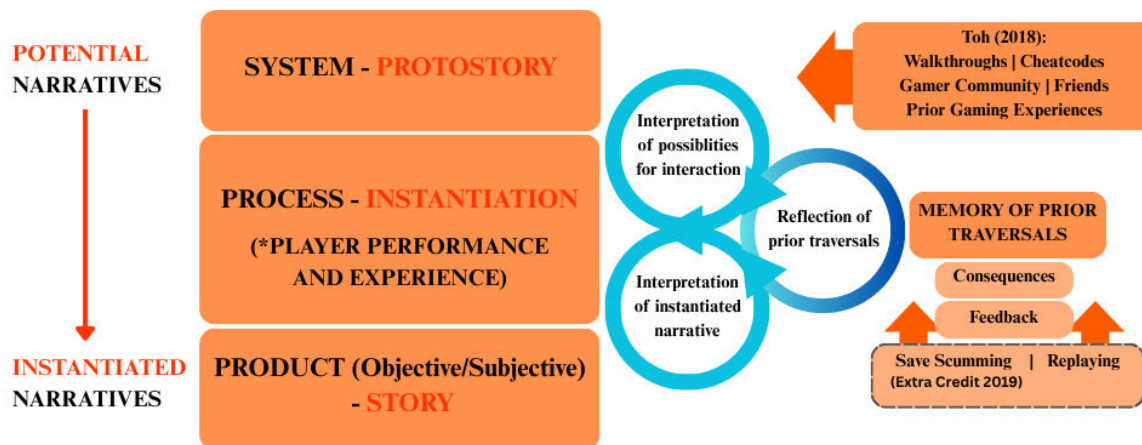 POTENTIAL
NARRATIVES
INSTANTIATED
NARRATIVES
SYSTEM - PROTOSTORY
PROCESS - INSTANTIATION
(*PLAYER PERFORMANCE
AND EXPERIENCE)
PRODUCT (Objective/Subjective)
- STORY
Interpretation
of possiblities
for interaction
Interpretation
of instantiated
narrative
Reflection of
prior traversals
Toh (2018):
Walkthroughs | Cheatcodes
Gamer Community | Friends
Prior Gaming Experiences
MEMORY OF PRIOR
TRAVERSALS
Consequences
Feedback
Save Scumming | Replaying
(Extra Credit 2019)